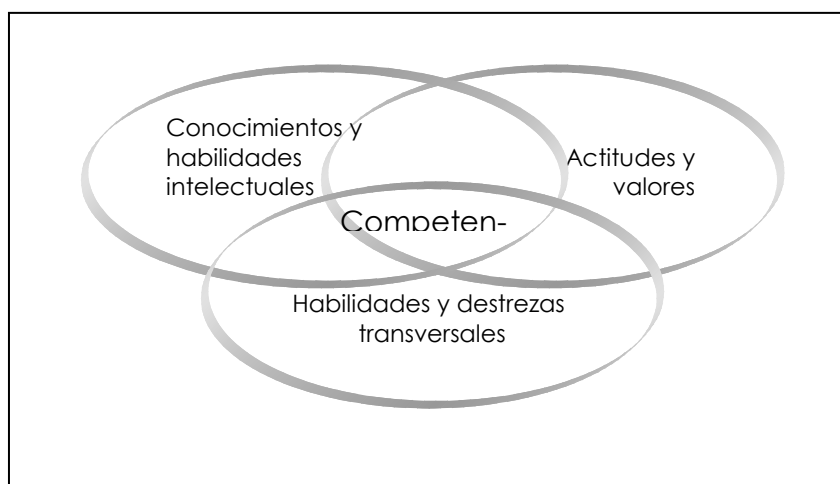 Conocimientos y
habilidades
intelectuales
Actitudes y
valores
Competen-
Habilidades y destrezas
transversales